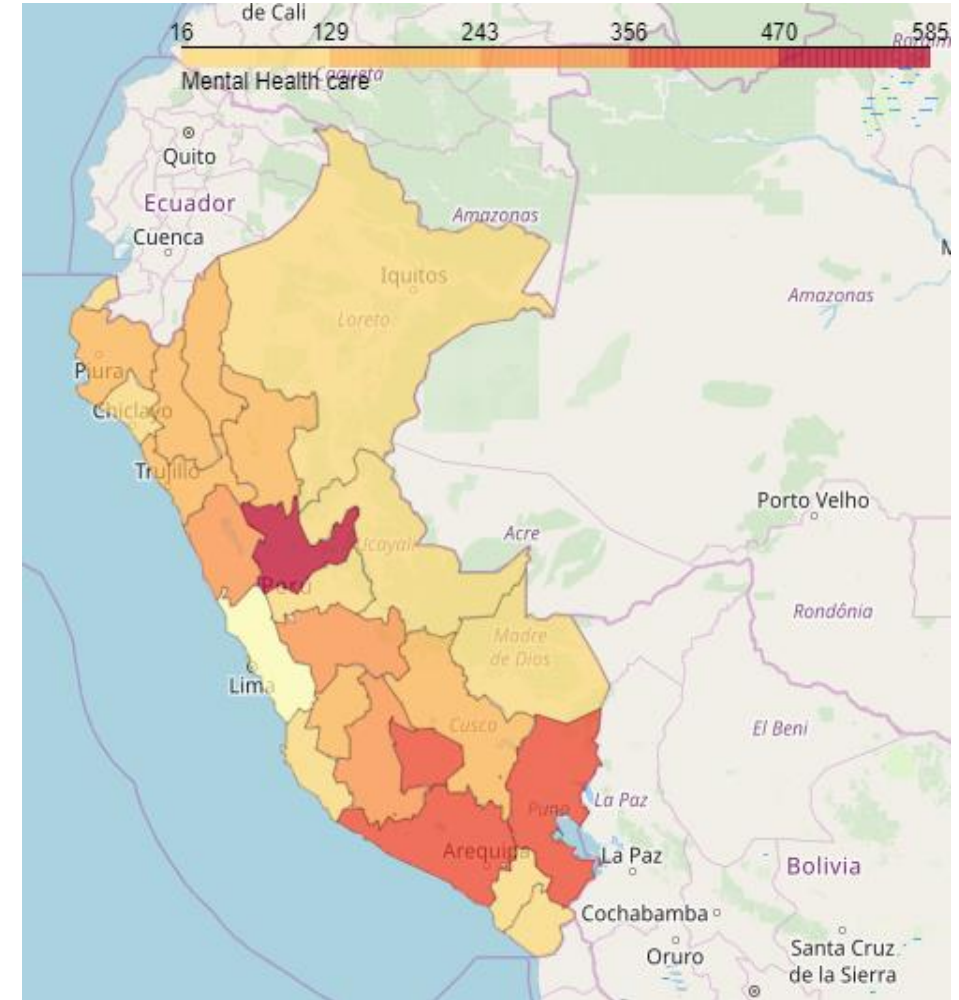 de Cali
16 129 243 356 470 585
Mental Health care
Caquetá
Quito
Ecuador
Amazonas
Cuenca
Iquitos
Amazonas
Loreto
Piura
Chiclayo
Trujillo
Porto Velho
Acre
Ucayali
Perú
Rondônia
Madre
de Dios
Lima
Cusco
El Beni
Puno
La Paz
Arequipa
La Paz
Bolivia
Cochabamba
Oruro
Santa Cruz
de la Sierra